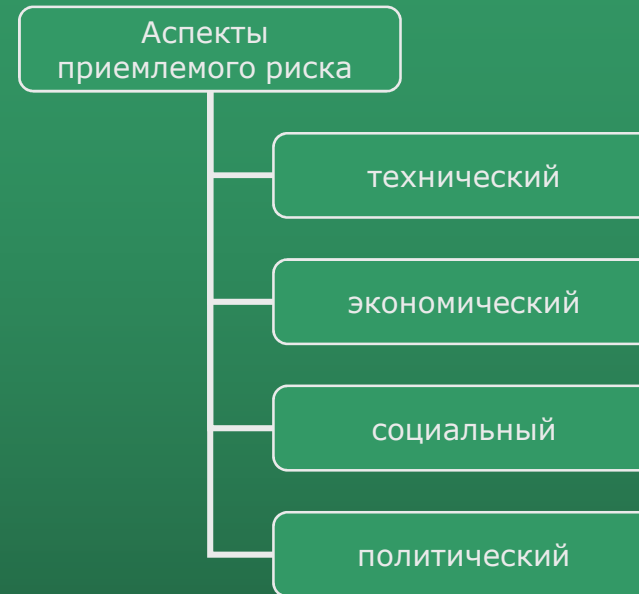 Аспекты
приемлемого риска
технический
экономический
социальный
политический